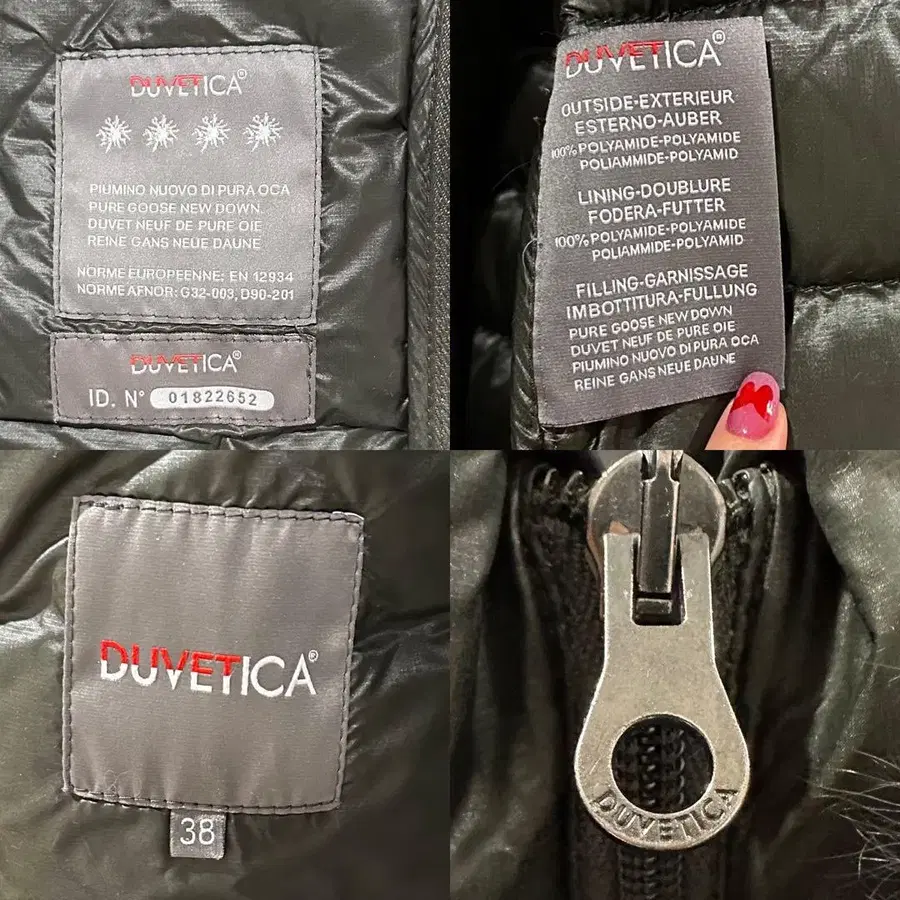 DUVETICA®
PIUMINO NUOVO DI PURA OCA
PURE GOOSE NEW DOWN
DUVET NEUF DE PURE OIE
REINE GANS NEUE DAUNE
NORME EUROPEENNE: EN 12934
NORME AFNOR: G32-003, D90-201
DUVETICA®
ID. N° 01822652
DUVETICA®
OUTSIDE-EXTERIEUR
ESTERNO-AUBER
100% POLYAMIDE-POLYAMIDE
POLIAMMIDE-POLYAMID
LINING-DOUBLURE
FODERA-FUTTER
100% POLYAMIDE-POLYAMIDE
POLIAMMIDE-POLYAMID
FILLING-GARNISSAGE
IMBOTTITURA-FULLUNG
PURE GOOSE NEW DOWN
DUVET NEUF DE PURE OIE
PIUMINO NUOVO DI PURA OCA
REINE GANS NEUE DAUNE
DUVETICA®
38
DUVETICA